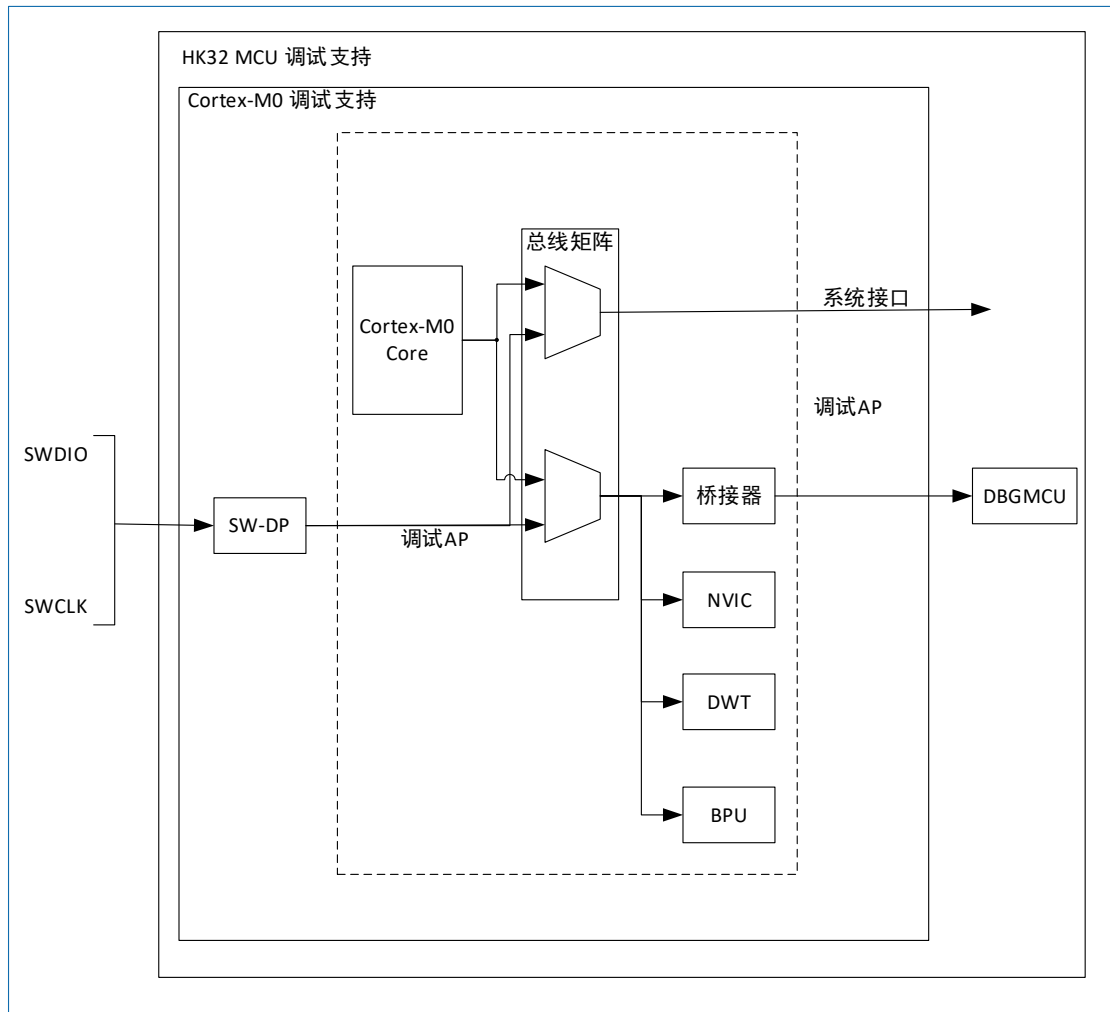 HK32 MCU 调试支持
Cortex-M0 调试支持
总线矩阵
Cortex-M0
Core
系统接口
调试AP
SWDIO
SW-DP
调试AP
桥接器
DBGMCU
NVIC
SWCLK
DWT
BPU